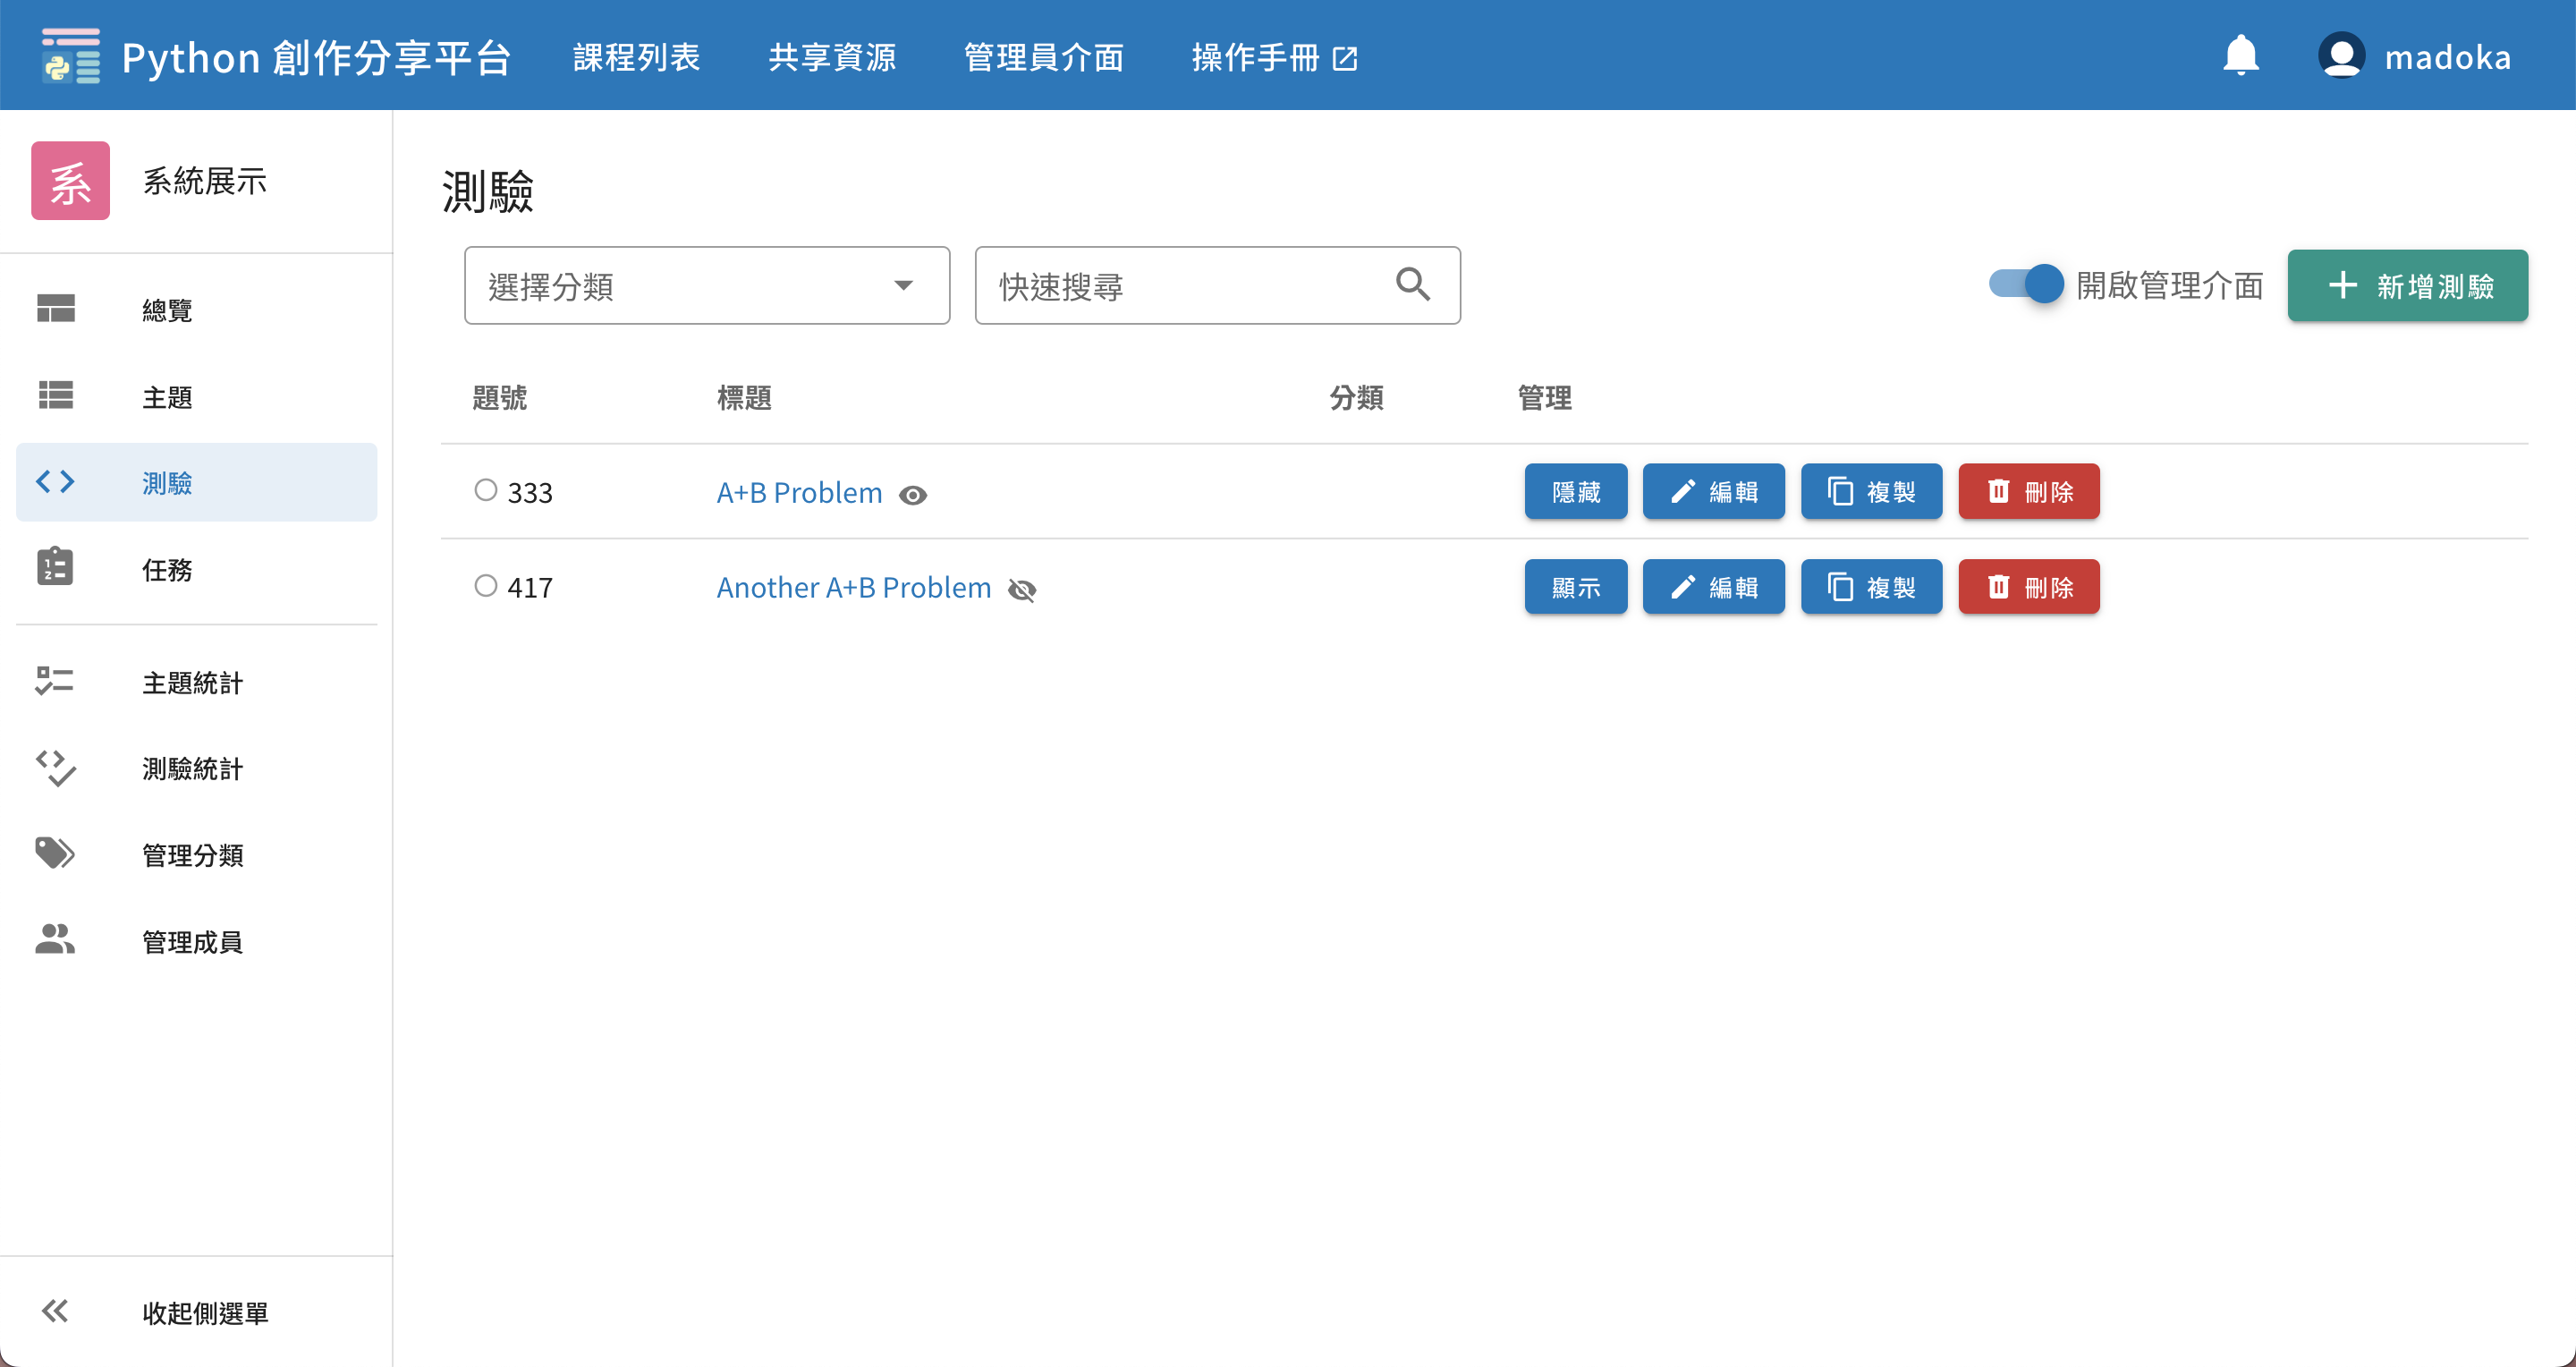 Python 創作分享平台 課程列表 共享資源 管理員介面 操作手冊 madoka
系 系統展示
總覽
主題
測驗
任務
主題統計
測驗統計
管理分類
管理成員
收起側選單
測驗
選擇分類 快速搜尋 開啟管理介面 新增測驗
題號 標題 分類 管理
333 A+B Problem 隱藏 編輯 複製 刪除
417 Another A+B Problem 顯示 編輯 複製 刪除